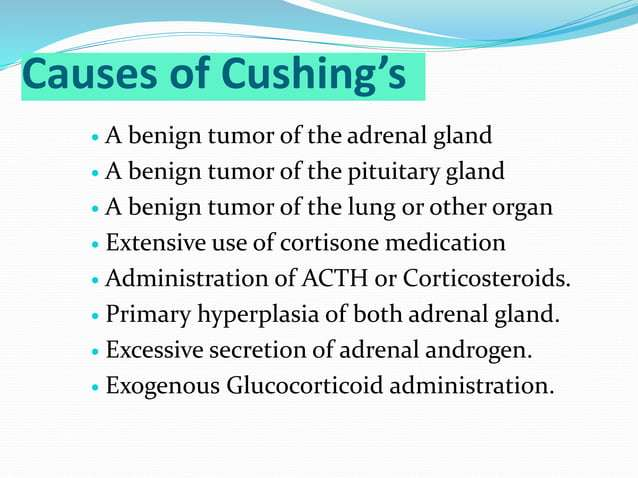 Causes of Cushing’s
• A benign tumor of the adrenal gland
• A benign tumor of the pituitary gland
• A benign tumor of the lung or other organ
• Extensive use of cortisone medication
• Administration of ACTH or Corticosteroids.
• Primary hyperplasia of both adrenal gland.
• Excessive secretion of adrenal androgen.
• Exogenous Glucocorticoid administration.